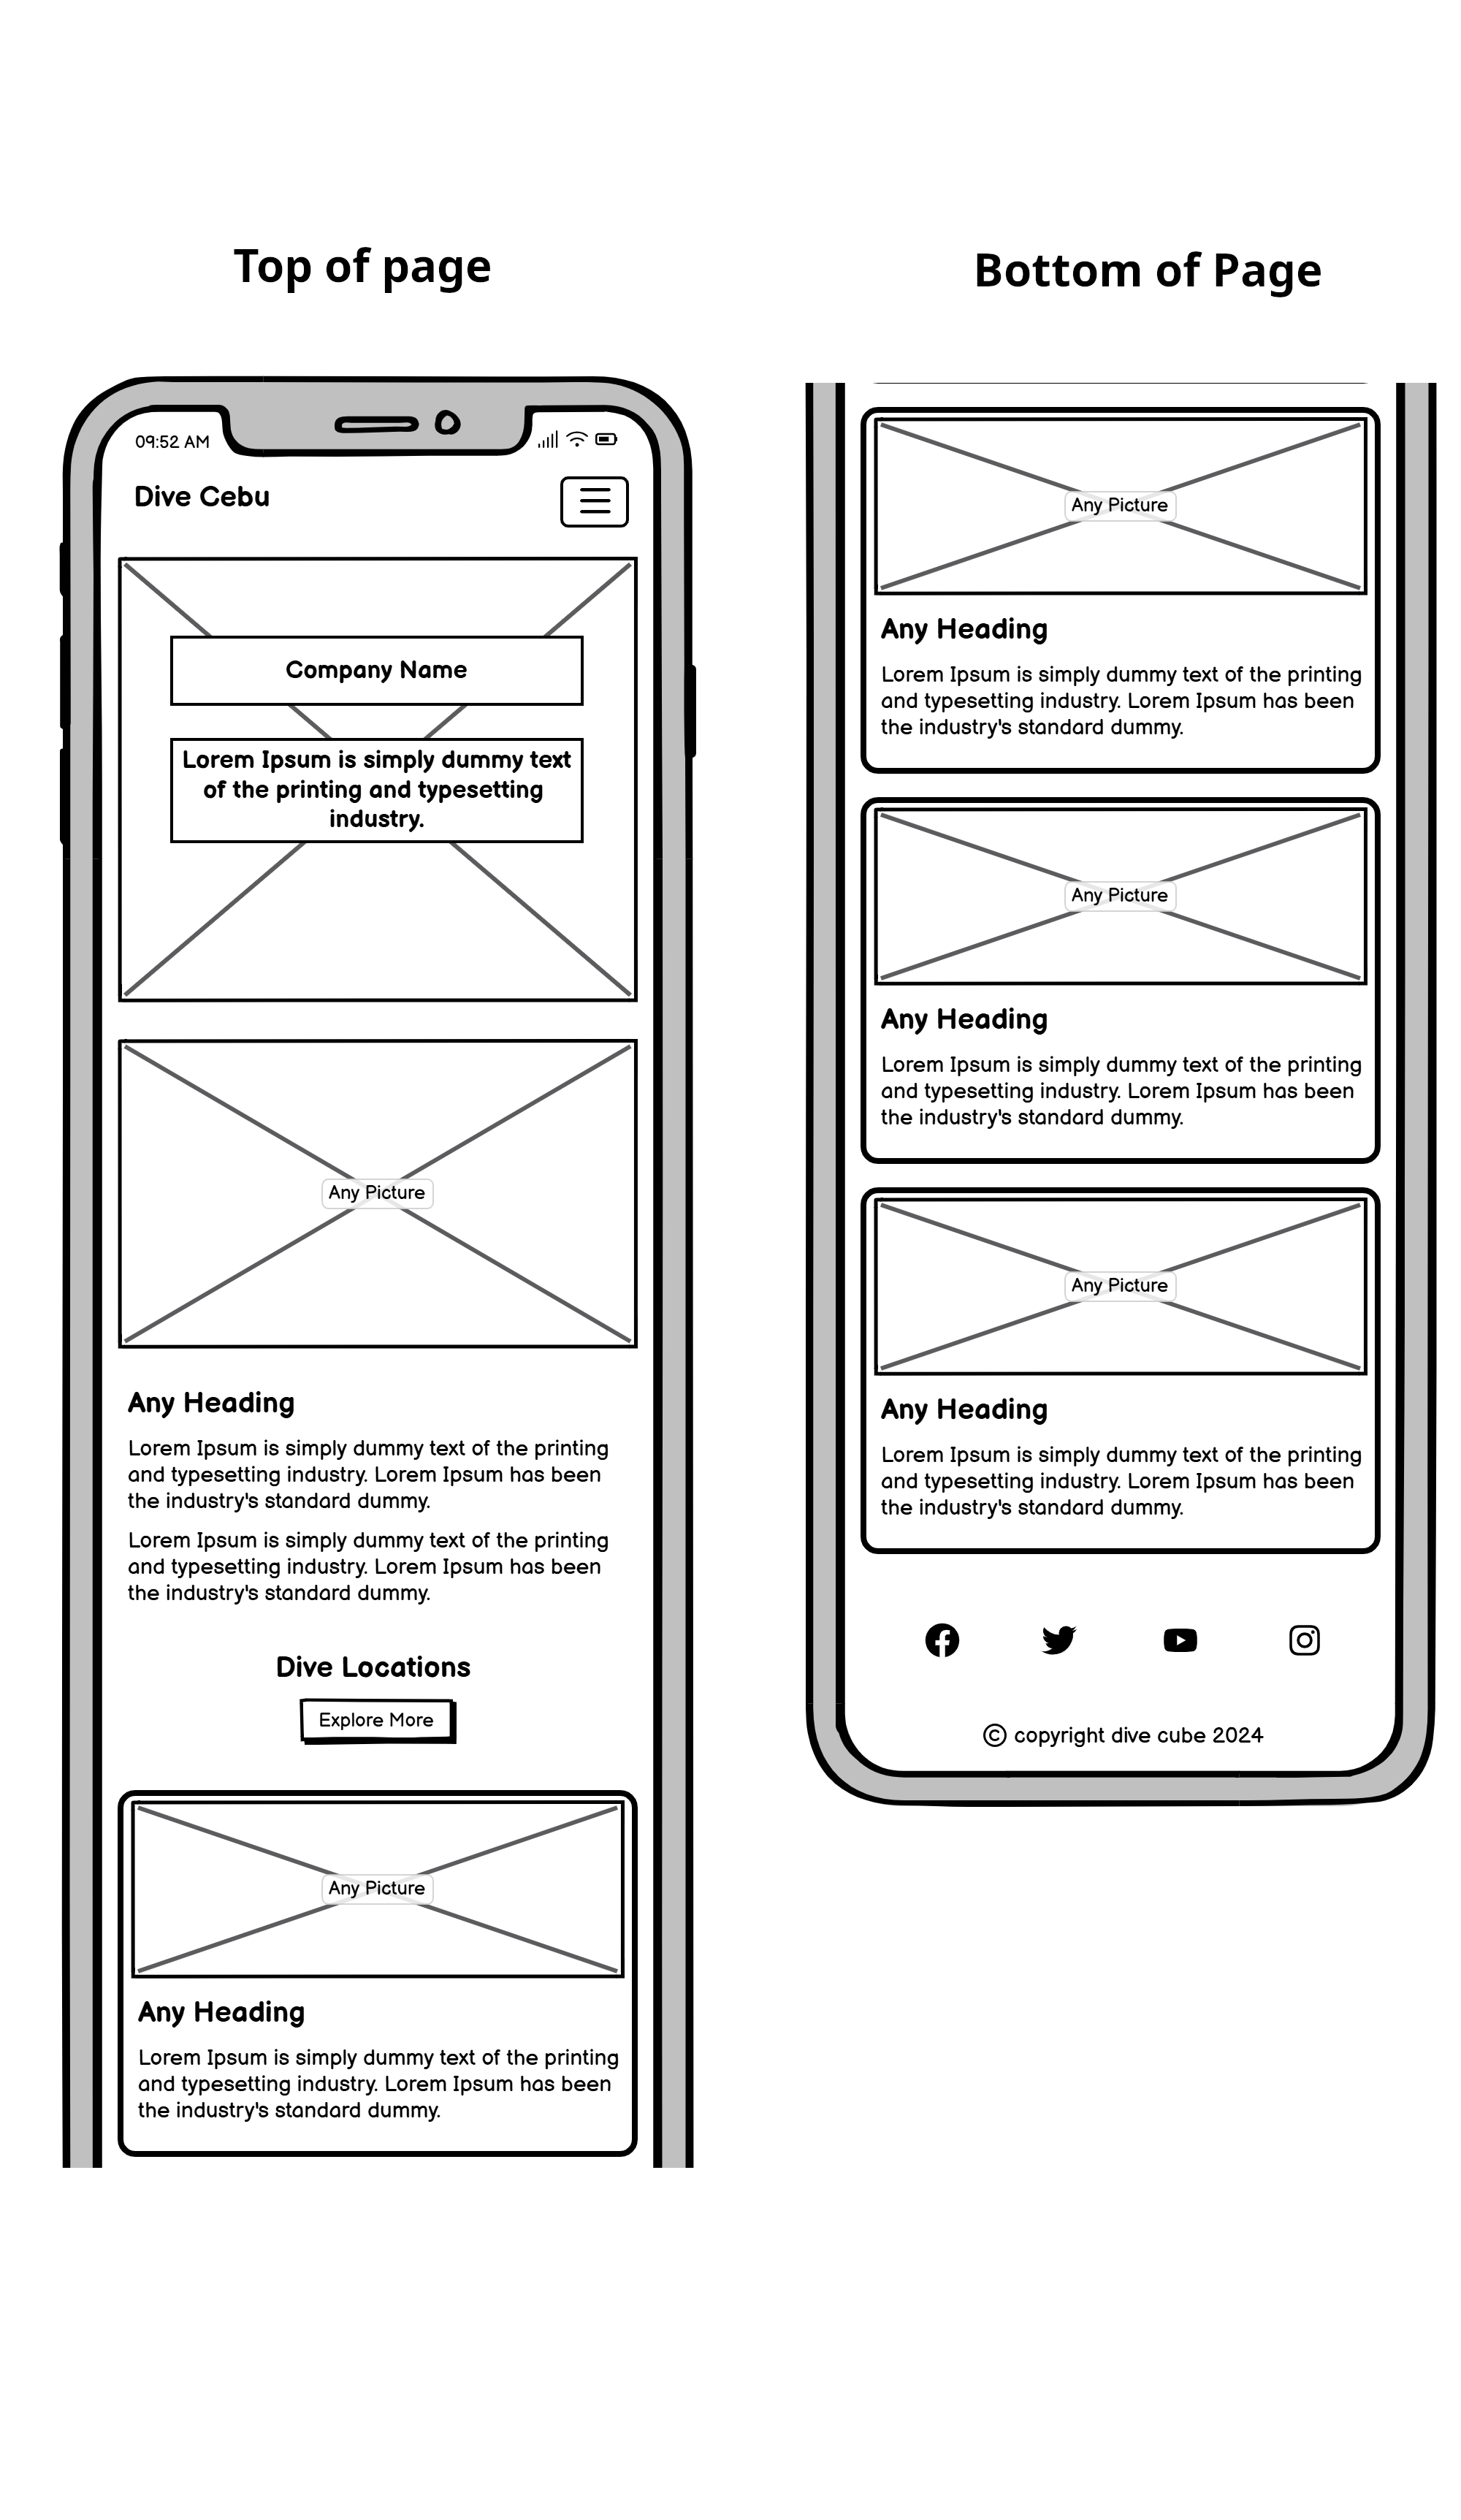 Top of page
09:52 AM
Dive Cebu
Company Name
Lorem Ipsum is simply dummy text
of the printing and typesetting
industry.
Any Picture
Any Heading
Lorem Ipsum is simply dummy text of the printing
and typesetting industry. Lorem Ipsum has been
the industry's standard dummy.
Lorem Ipsum is simply dummy text of the printing
and typesetting industry. Lorem Ipsum has been
the industry's standard dummy.
Dive Locations
Explore More
Any Picture
Any Heading
Lorem Ipsum is simply dummy text of the printing
and typesetting industry. Lorem Ipsum has been
the industry's standard dummy.
Bottom of Page
Any Picture
Any Heading
Lorem Ipsum is simply dummy text of the printing
and typesetting industry. Lorem Ipsum has been
the industry's standard dummy.
Any Picture
Any Heading
Lorem Ipsum is simply dummy text of the printing
and typesetting industry. Lorem Ipsum has been
the industry's standard dummy.
Any Picture
Any Heading
Lorem Ipsum is simply dummy text of the printing
and typesetting industry. Lorem Ipsum has been
the industry's standard dummy.
© copyright dive cube 2024